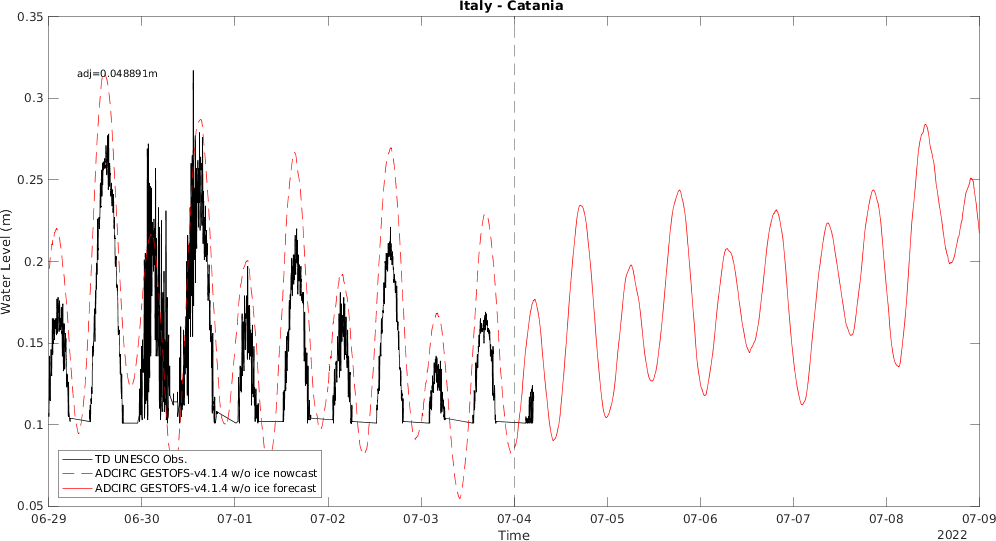 Italy - Catania
0.35
adj=0.048891m
0.3
0.25
0.2
0.15
0.1
0.05
Water Level (m)
TD UNESCO Obs.
ADCIRC GESTOFS-v4.1.4 w/o ice nowcast
ADCIRC GESTOFS-v4.1.4 w/o ice forecast
06-29 06-30 07-01 07-02 07-03 07-04 07-05 07-06 07-07 07-08 07-09
Time
2022